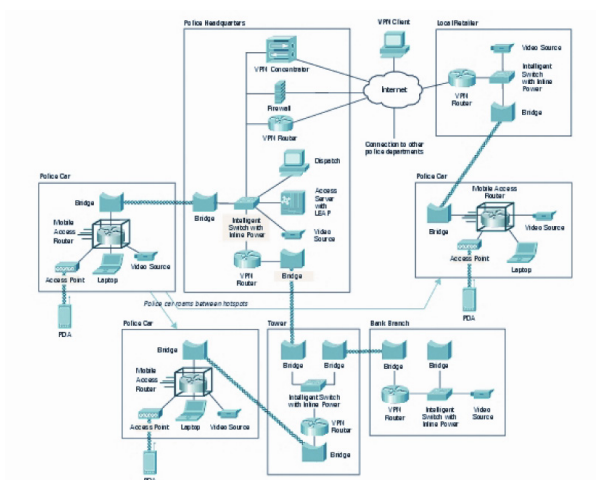 Police Headquarters
VPN Concentrator
Firewall
VPN Router
Dispatch
Access
Server
with
LEAP
Bridge
Intelligent
Switch with
Inline Power
Video
Source
VPN
Router
Bridge
VPN Client
Internet
Connection to other
police departments
Local Retailer
Video Source
Intelligent
Switch with
Inline Power
VPN
Router
Bridge
Police Car
Bridge
Mobile
Access
Router
Access Point
Laptop
Video Source
PDA
Police Car
Mobile Access
Router
Bridge
Video Source
Access Point
Laptop
PDA
Police car roams between hotspots
Police Car
Bridge
Mobile
Access
Router
Access Point
Laptop
Video Source
PDA
Tower
Bridge
Bridge
Intelligent Switch
with Inline Power
VPN
Router
Bridge
Bank Branch
Bridge
Bridge
VPN
Router
Intelligent
Switch with
Inline Power
Video
Source